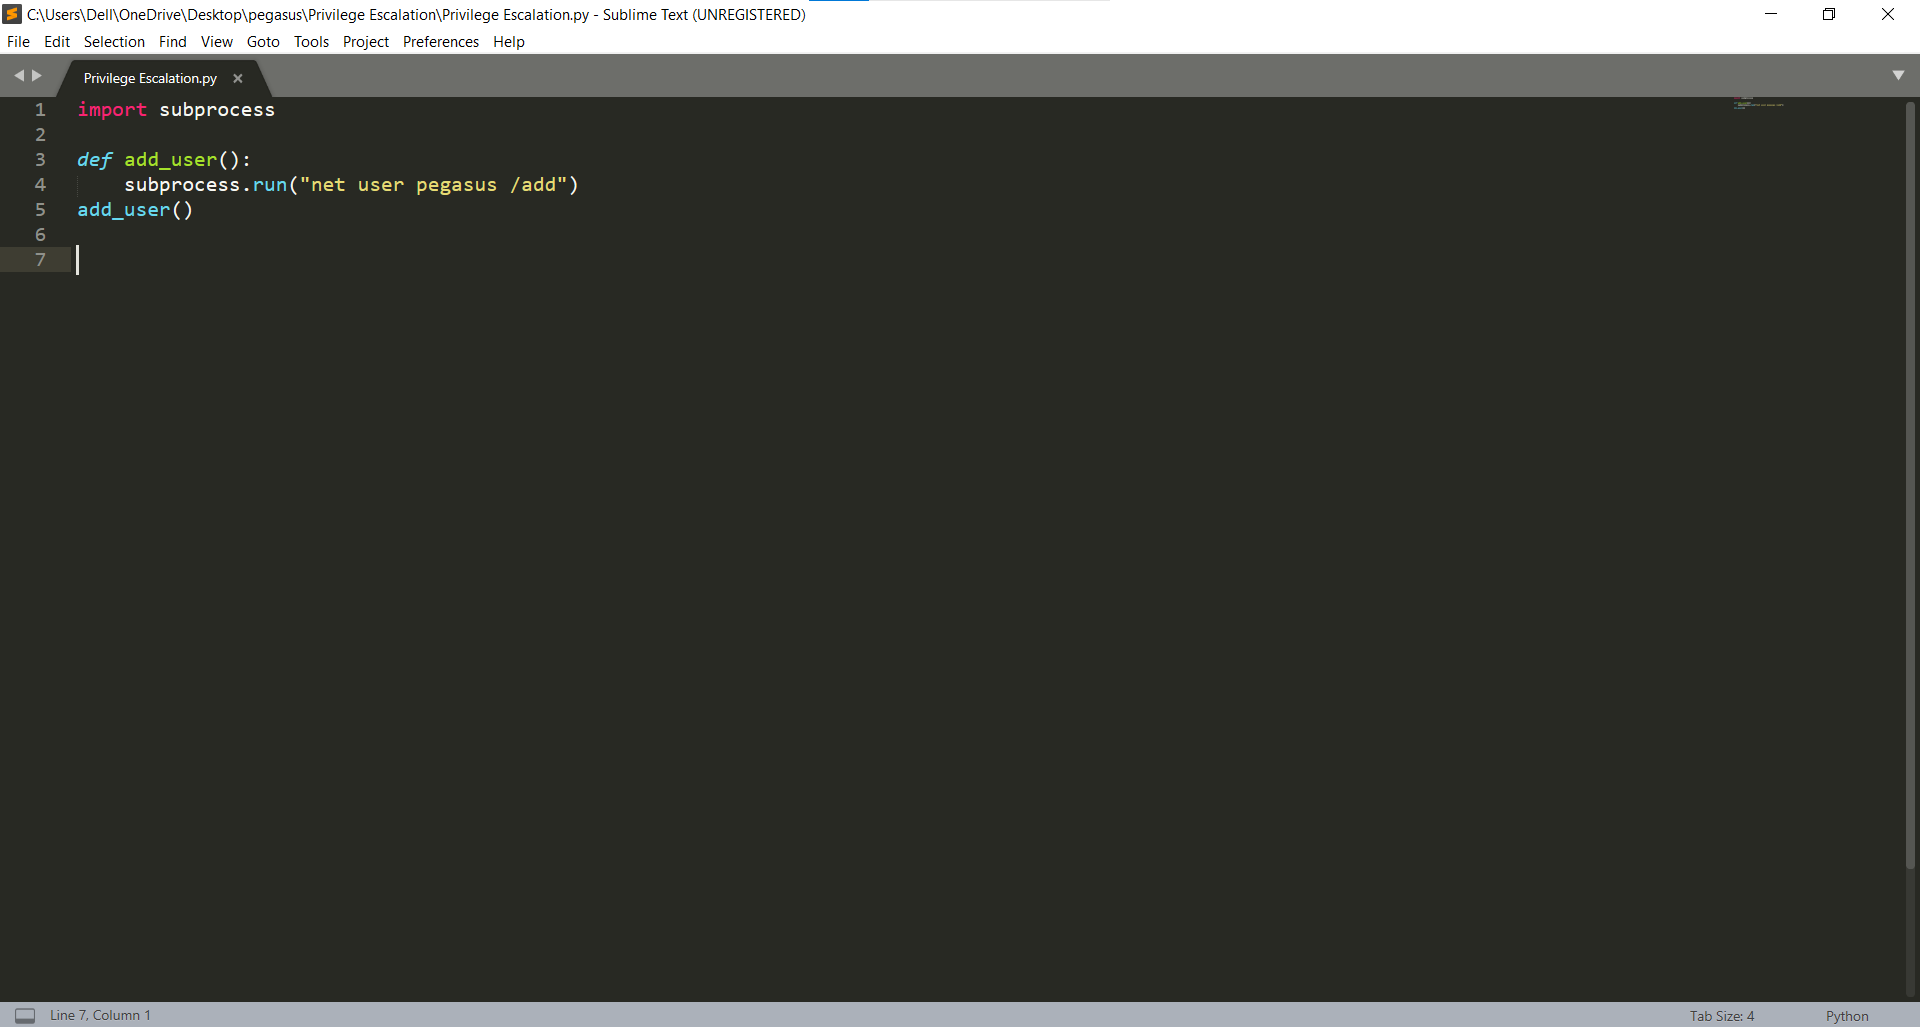 C:\Users\Dell\OneDrive\Desktop\pegasus\Privilege Escalation\Privilege Escalation.py - Sublime Text (UNREGISTERED)
File Edit Selection Find View Goto Tools Project Preferences Help
Privilege Escalation.py
1 import subprocess
2
3 def add_user():
4     subprocess.run("net user pegasus /add")
5 add_user()
6
7
Line 7, Column 1
Tab Size: 4
Python